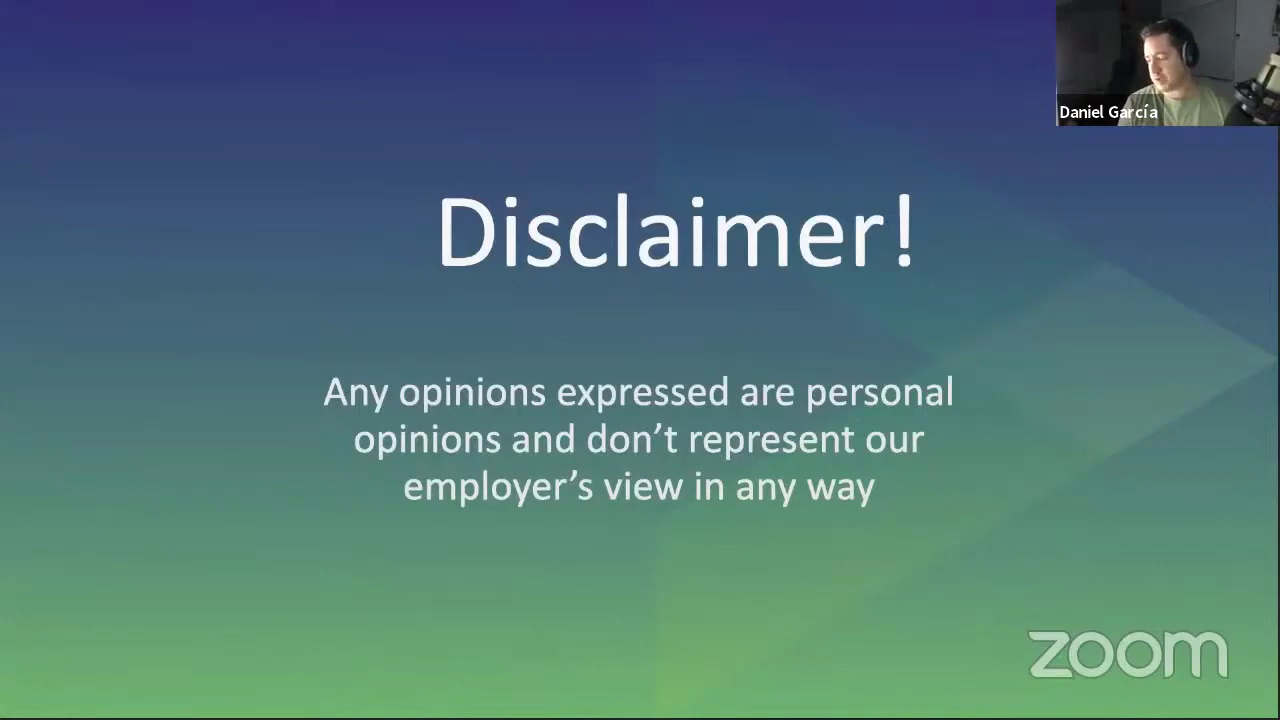 Daniel García
Disclaimer!
Any opinions expressed are personal
opinions and don’t represent our
employer’s view in any way
zoom